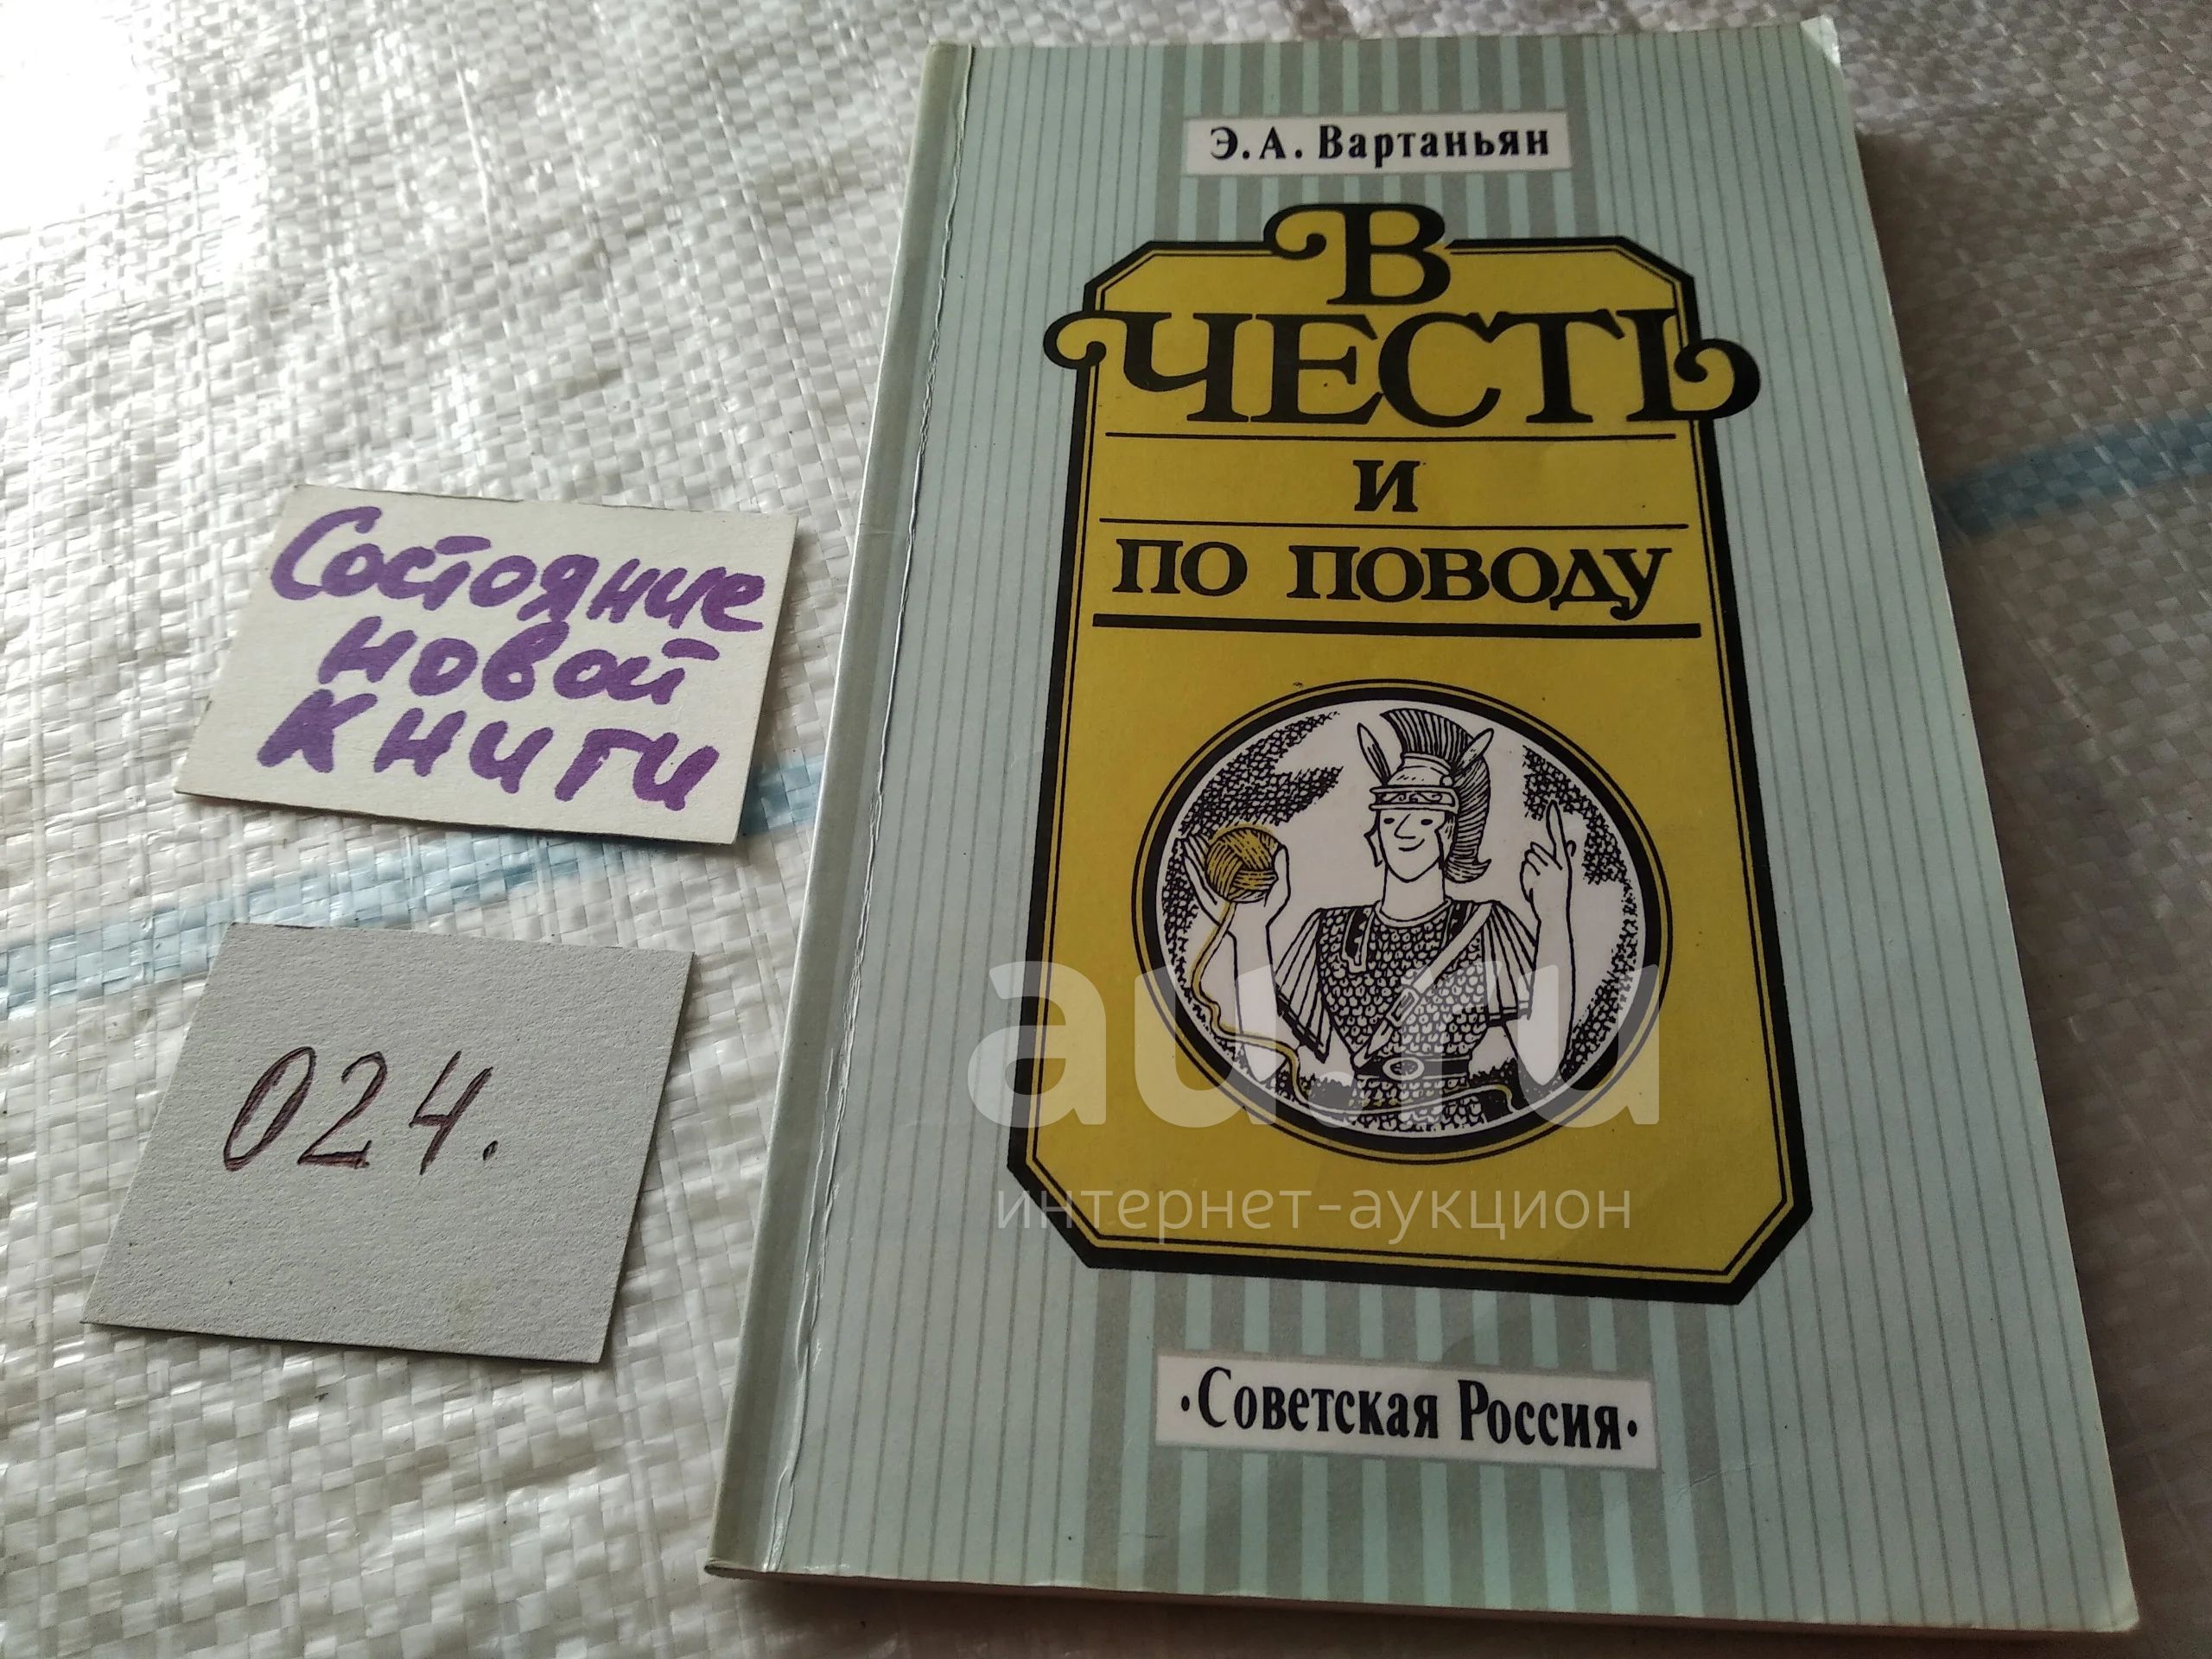 Э.А. Вартаньян
В
ЧЕСТЬ
И
ПО ПОВОДУ
Состояние
новой
книги
024.
au.ru
интернет-аукцион
·Советская Россия·